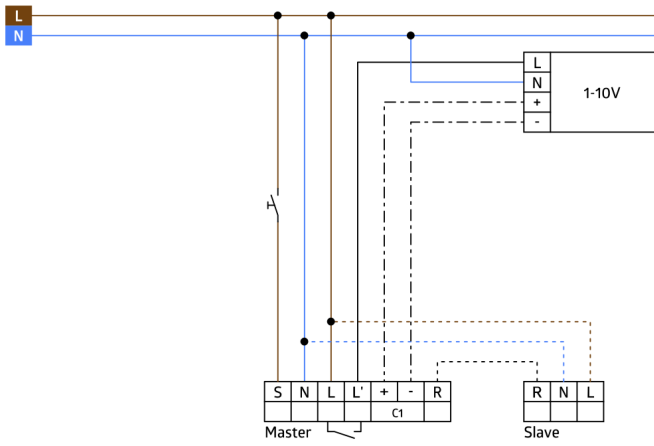 L
N
L
N
+
-
1-10V
S N L L' + - R
C1
Master
R N L
Slave